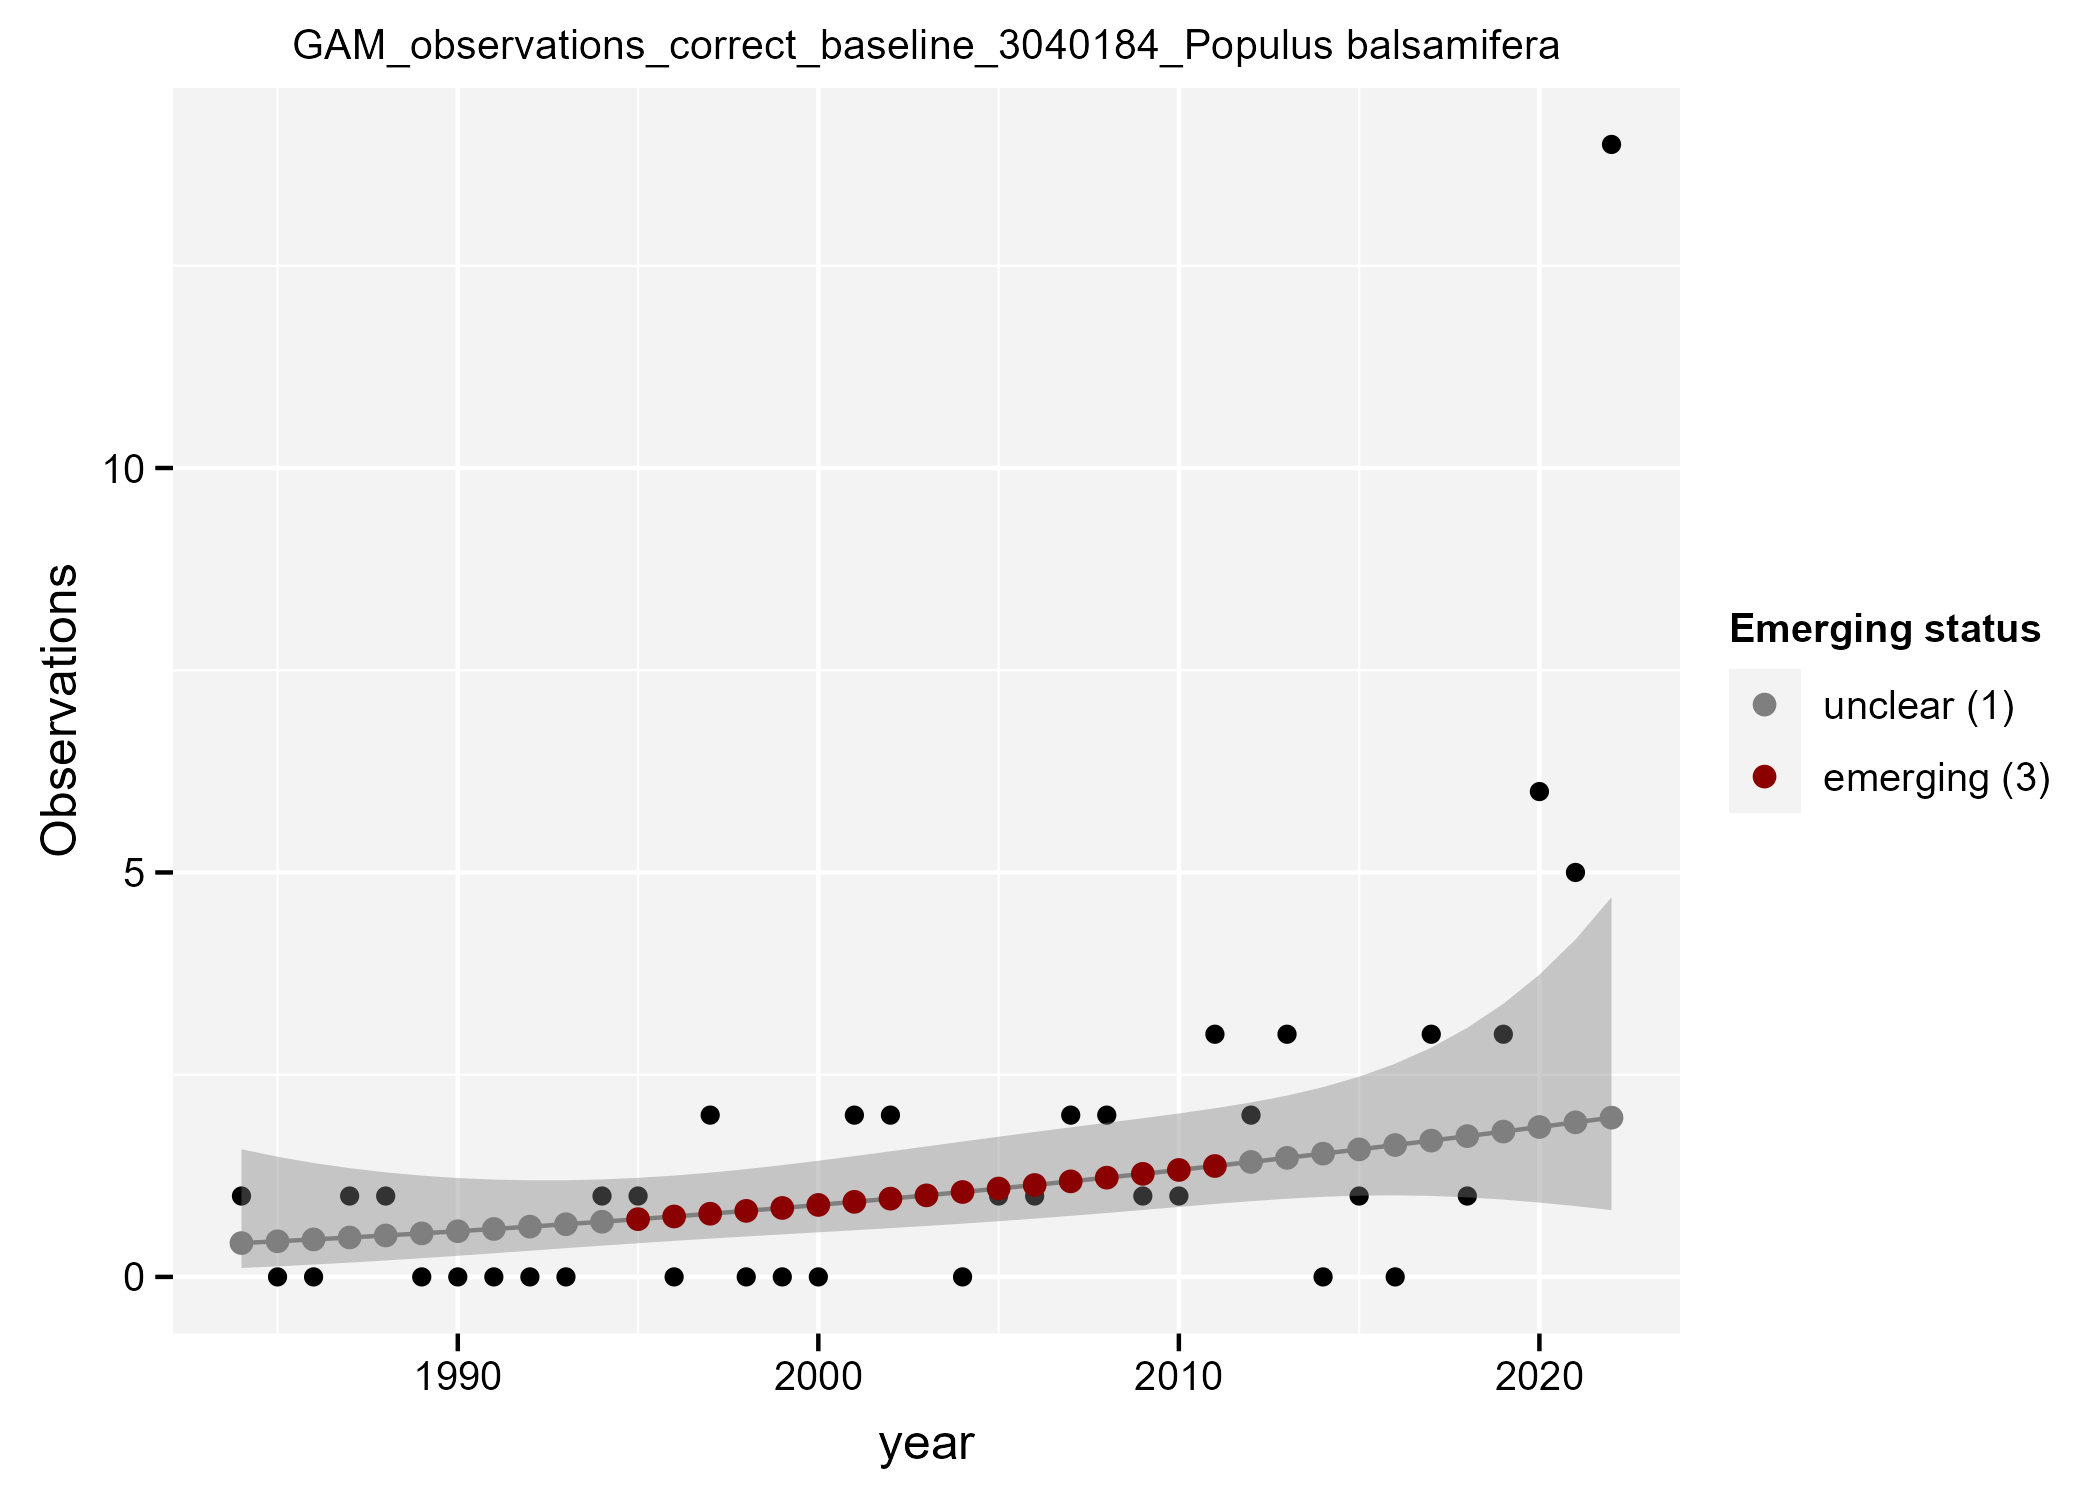 GAM_observations_correct_baseline_3040184_Populus balsamifera
Observations
10
5
0
1990 2000 2010 2020
year
Emerging status
unclear (1)
emerging (3)